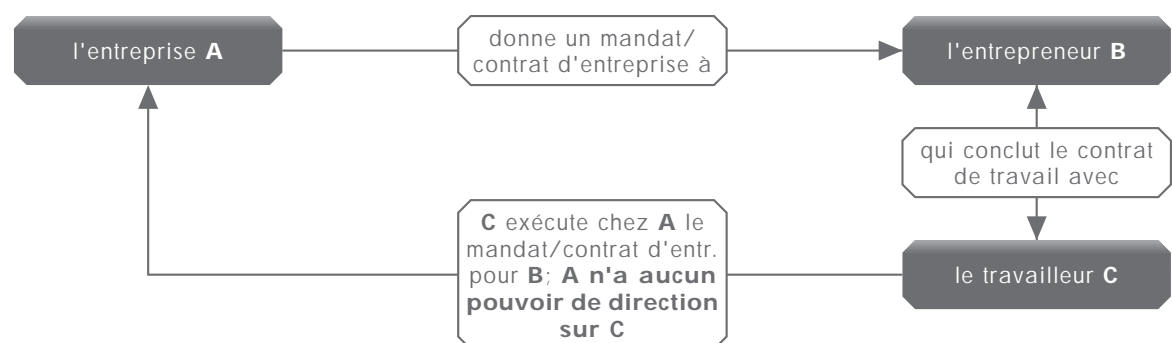 l'entreprise A
donne un mandat/
contrat d'entreprise à
l'entrepreneur B
qui conclut le contrat
de travail avec
C exécute chez A le
mandat/contrat d'entr.
pour B; A n'a aucun
pouvoir de direction
sur C
le travailleur C